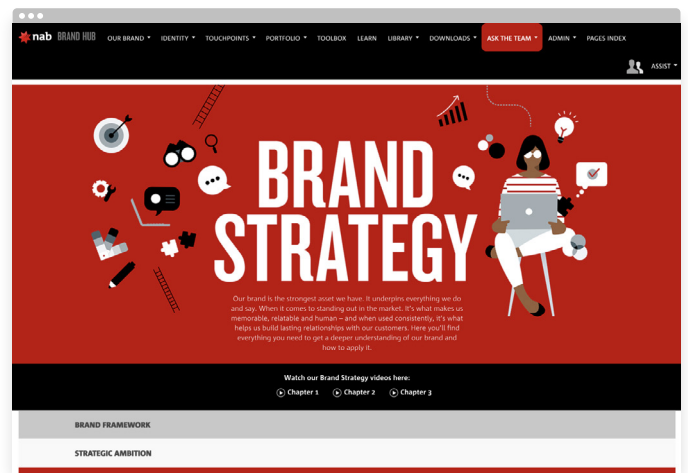 nab BRAND HUB OUR BRAND IDENTITY TOUCHPOINTS PORTFOLIO TOOLBOX LEARN LIBRARY DOWNLOADS ASK THE TEAM ADMIN PAGES INDEX
ASSIST
BRAND
STRATEGY
Our brand is the strongest asset we have. It underpins everything we do
and say. When it comes to standing out in the market. It's what makes us
memorable, relatable and human – and when used consistently, it's what
helps us build lasting relationships with our customers. Here you'll find
everything you need to get a deeper understanding of our brand and
how to apply it.
Watch our Brand Strategy videos here:
Chapter 1 Chapter 2 Chapter 3
BRAND FRAMEWORK
STRATEGIC AMBITION